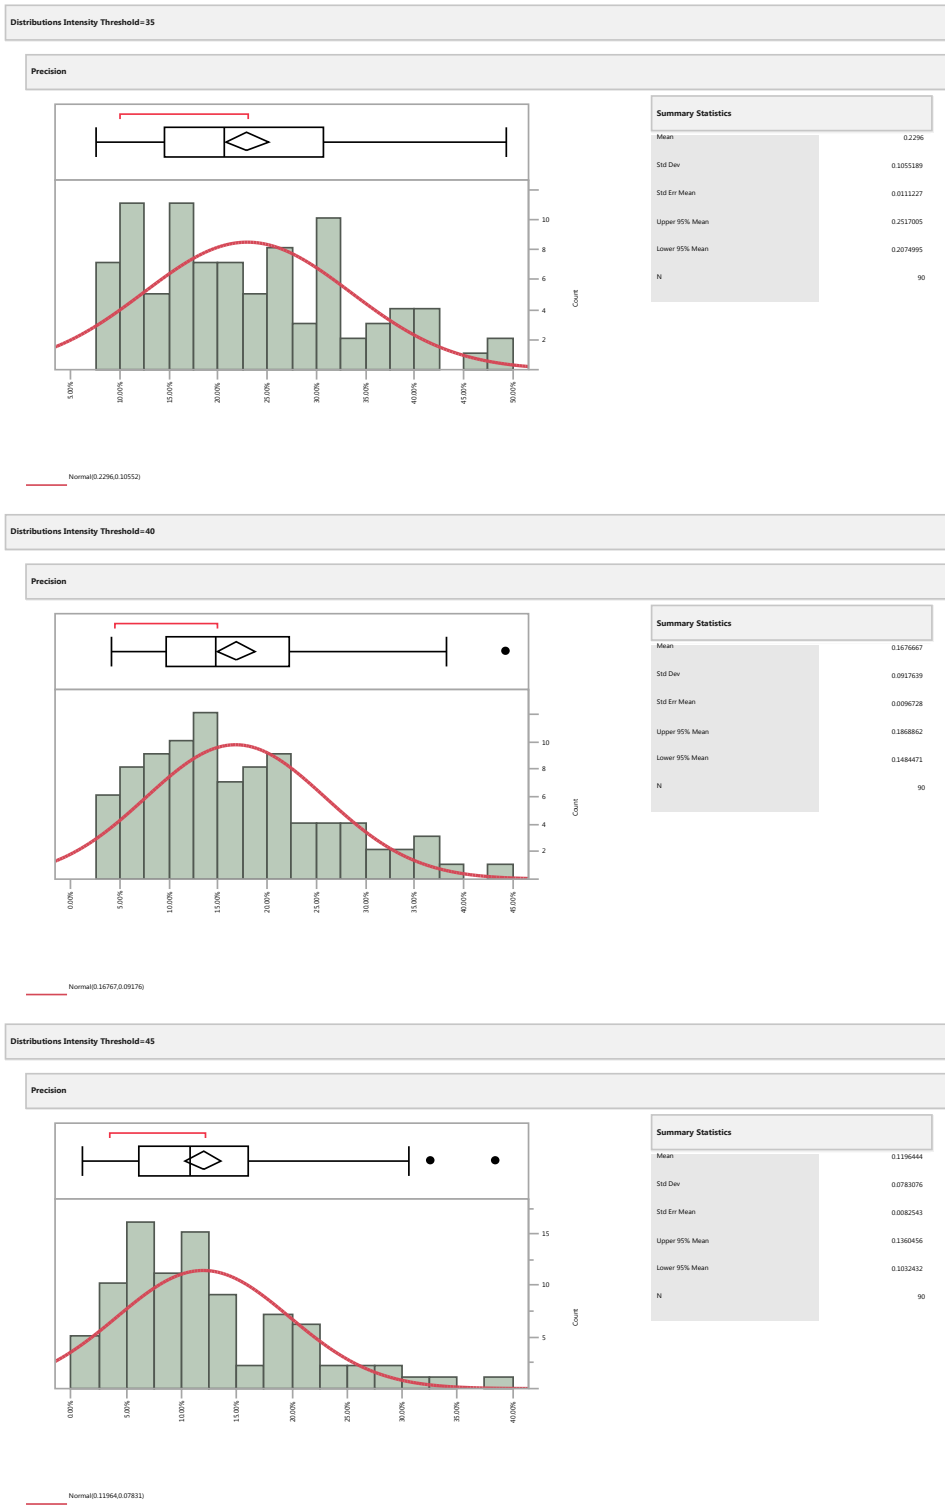 Distributions Intensity Threshold=35
Precision
Summary Statistics
Mean 0.2296
Std Dev 0.1055189
Std Err Mean 0.0111227
Upper 95% Mean 0.2517005
Lower 95% Mean 0.2074995
N 90
10
8
6
4
2
Count
5.00% 10.00% 15.00% 20.00% 25.00% 30.00% 35.00% 40.00% 45.00% 50.00%
Normal(0.2296,0.10552)
Distributions Intensity Threshold=40
Precision
Summary Statistics
Mean 0.1676667
Std Dev 0.0917639
Std Err Mean 0.0096728
Upper 95% Mean 0.1868862
Lower 95% Mean 0.1484471
N 90
10
8
6
4
2
Count
0.00% 5.00% 10.00% 15.00% 20.00% 25.00% 30.00% 35.00% 40.00% 45.00%
Normal(0.16767,0.09176)
Distributions Intensity Threshold=45
Precision
Summary Statistics
Mean 0.1196444
Std Dev 0.0783076
Std Err Mean 0.0082543
Upper 95% Mean 0.1360456
Lower 95% Mean 0.1032432
N 90
15
10
5
Count
0.00% 5.00% 10.00% 15.00% 20.00% 25.00% 30.00% 35.00% 40.00%
Normal(0.11964,0.07831)